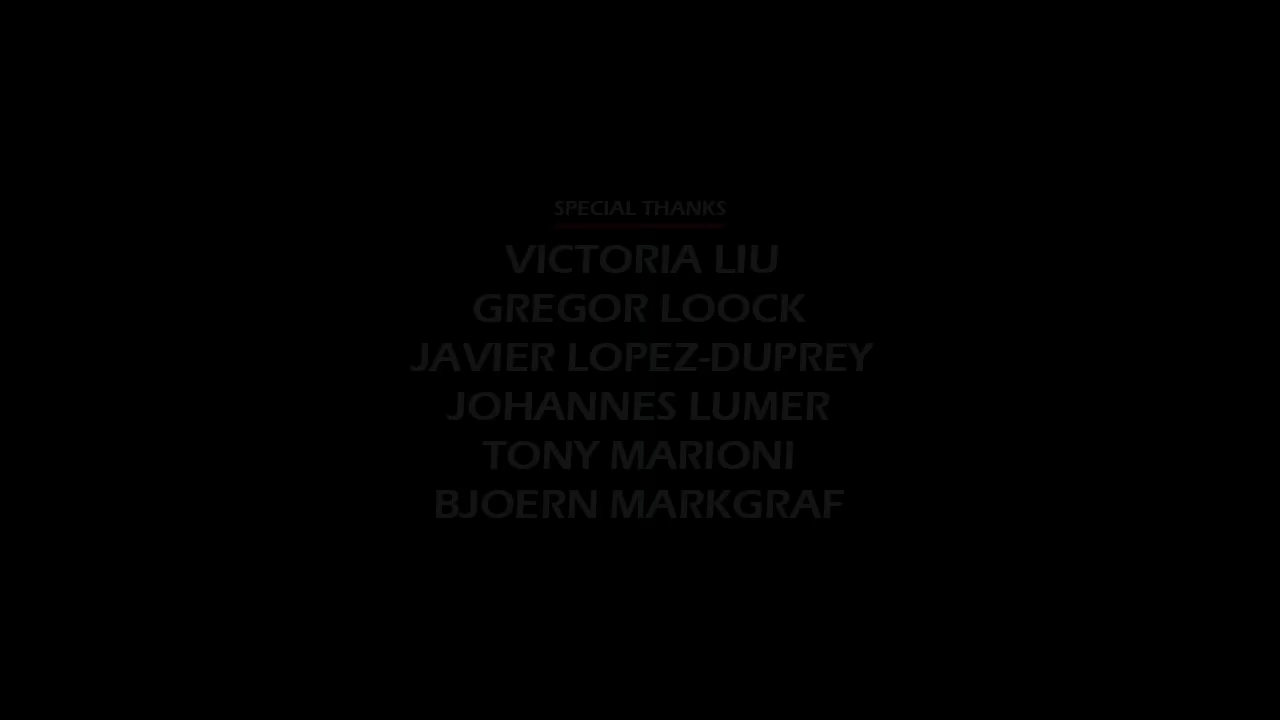 SPECIAL THANKS
VICTORIA LIU
GREGOR LOOCK
JAVIER LOPEZ-DUPREY
JOHANNES LUMER
TONY MARIONI
BJOERN MARKGRAF